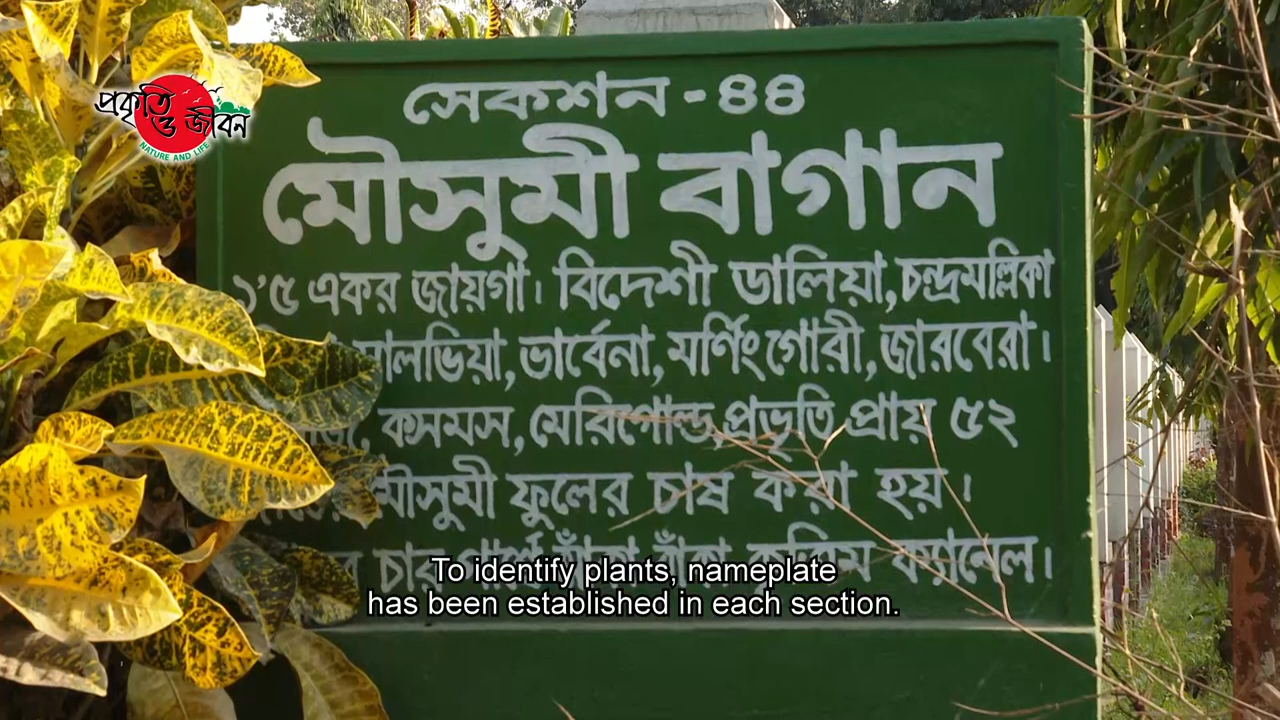 প্রকৃতি ও জীবন
NATURE AND LIFE
সেকশন - ৪৪
মৌসুমী বাগান
১'৫ একর জায়গা। বিদেশী ডালিয়া, চন্দ্রমল্লিকা
সালভিয়া, ভার্বেনা, মর্ণিংগোরী, জারবেরা।
কসমস, মেরিগোল্ড প্রভৃতি প্রায় ৫২
মৌসুমী ফুলের চাষ করা হয়।
চার পার্শ্বে আঁকা বাঁকা কৃত্রিম ক্যানেল।
To identify plants, nameplate
has been established in each section.